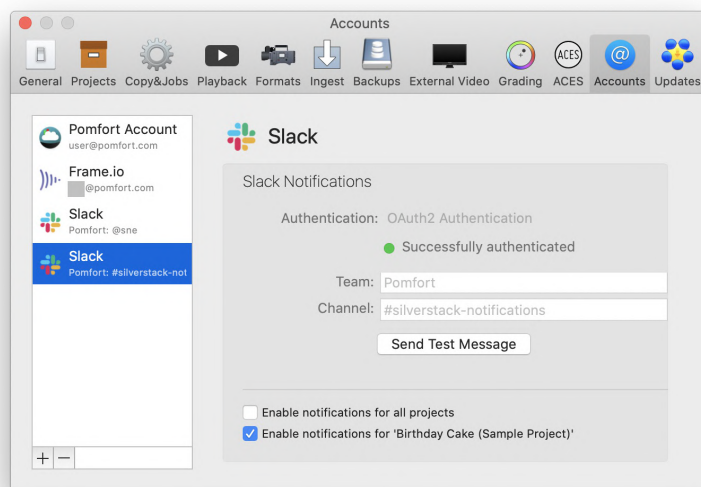 Accounts
General Projects Copy&Jobs Playback Formats Ingest Backups External Video Grading ACES ACES Accounts Updates
Pomfort Account
user@pomfort.com
Frame.io
@pomfort.com
Slack
Pomfort: @sne
Slack
Pomfort: #silverstack-not
Slack
Slack Notifications
Authentication: OAuth2 Authentication
Successfully authenticated
Team: Pomfort
Channel: #silverstack-notifications
Send Test Message
Enable notifications for all projects
Enable notifications for 'Birthday Cake (Sample Project)'